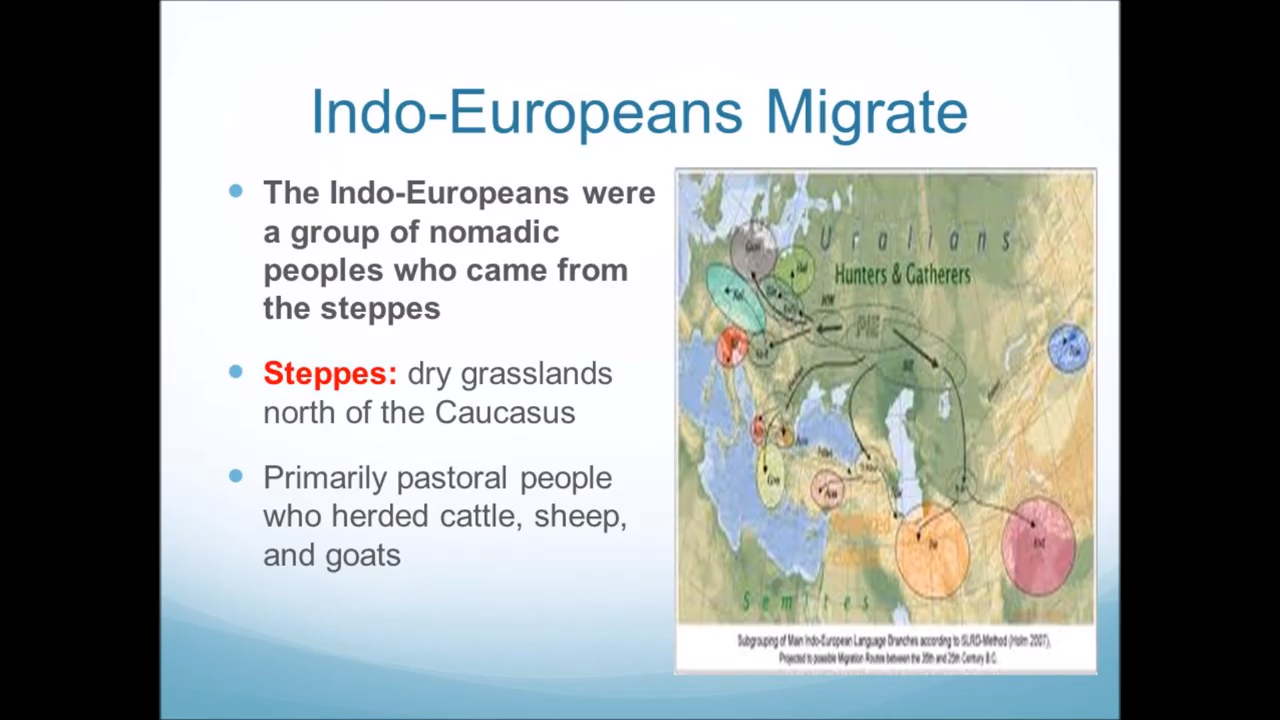 Indo-Europeans Migrate
The Indo-Europeans were
a group of nomadic
peoples who came from
the steppes
Steppes: dry grasslands
north of the Caucasus
Primarily pastoral people
who herded cattle, sheep,
and goats
Uralians
Hunters & Gatherers
PIE
Semites
Subgrouping of Main Indo-European Language Branches according to SLRD-Method (Holm 2007),
Projected to possible Migration Routes between the 35th and 25th Century B.C.